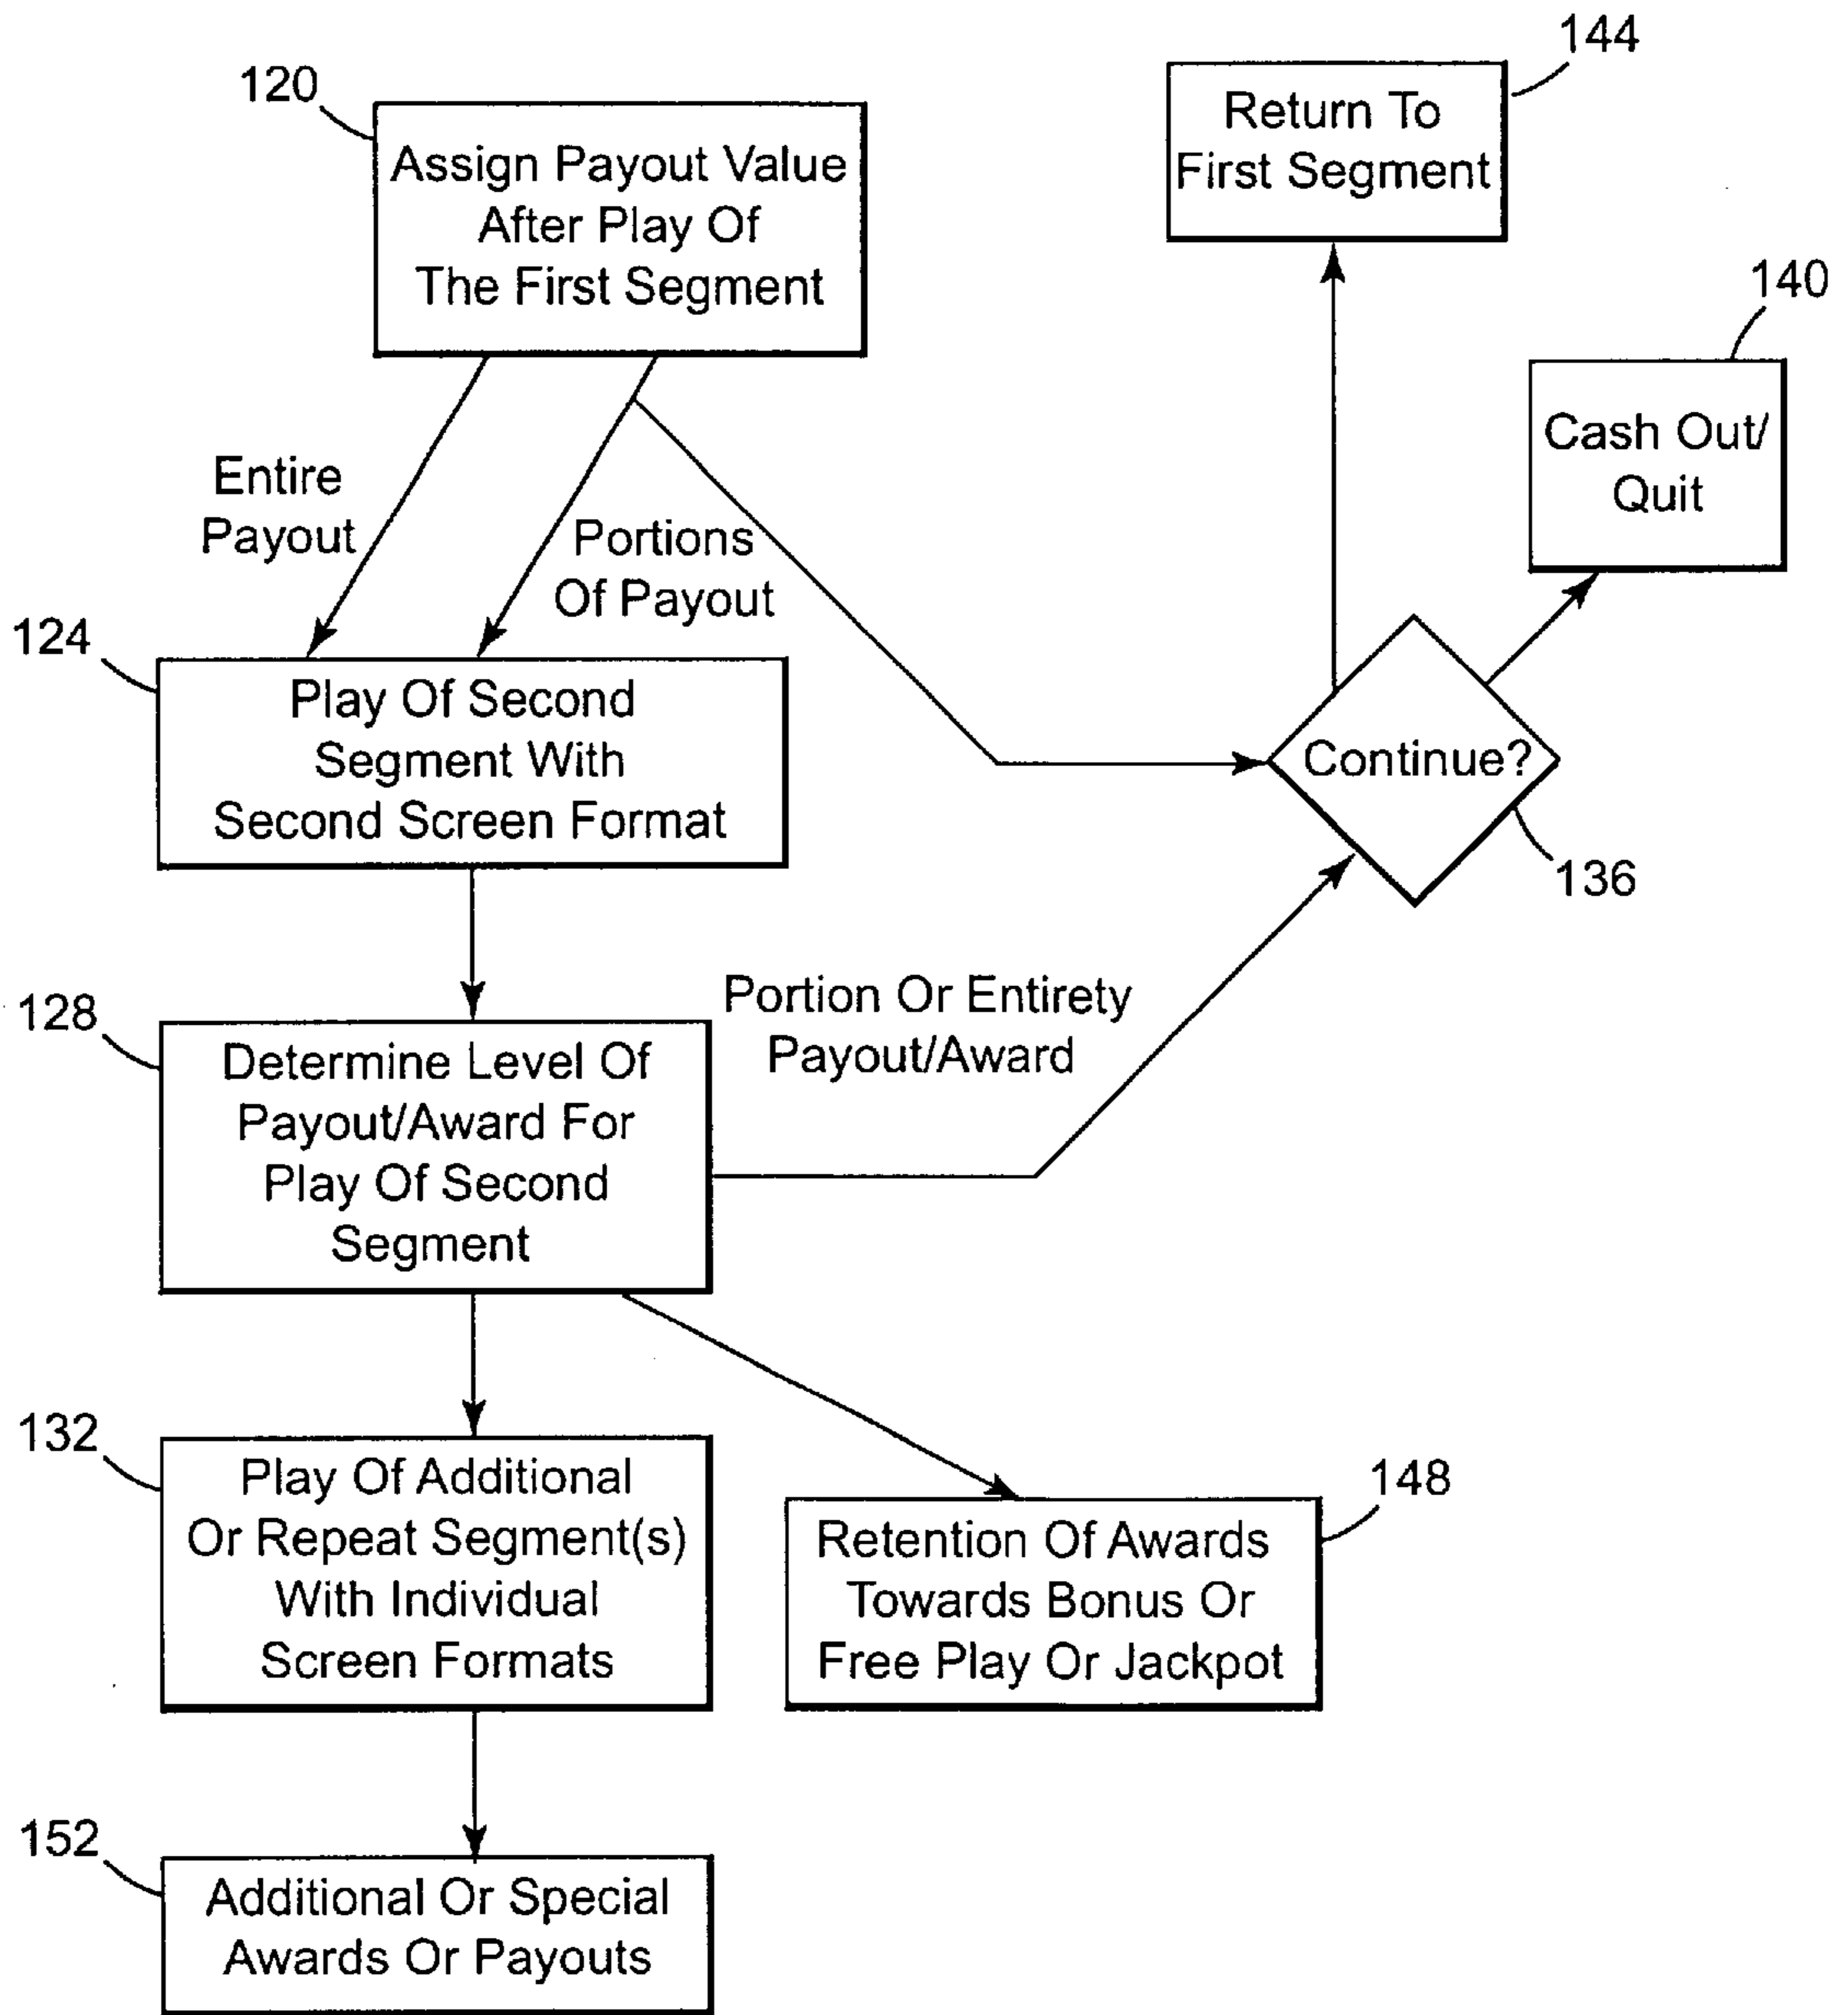 144
Return To
First Segment
120
Assign Payout Value
After Play Of
The First Segment
140
Cash Out/
Quit
Entire
Payout
Portions
Of Payout
124
Play Of Second
Segment With
Second Screen Format
Continue?
136
128
Determine Level Of
Payout/Award For
Play Of Second
Segment
Portion Or Entirety
Payout/Award
132
Play Of Additional
Or Repeat Segment(s)
With Individual
Screen Formats
148
Retention Of Awards
Towards Bonus Or
Free Play Or Jackpot
152
Additional Or Special
Awards Or Payouts